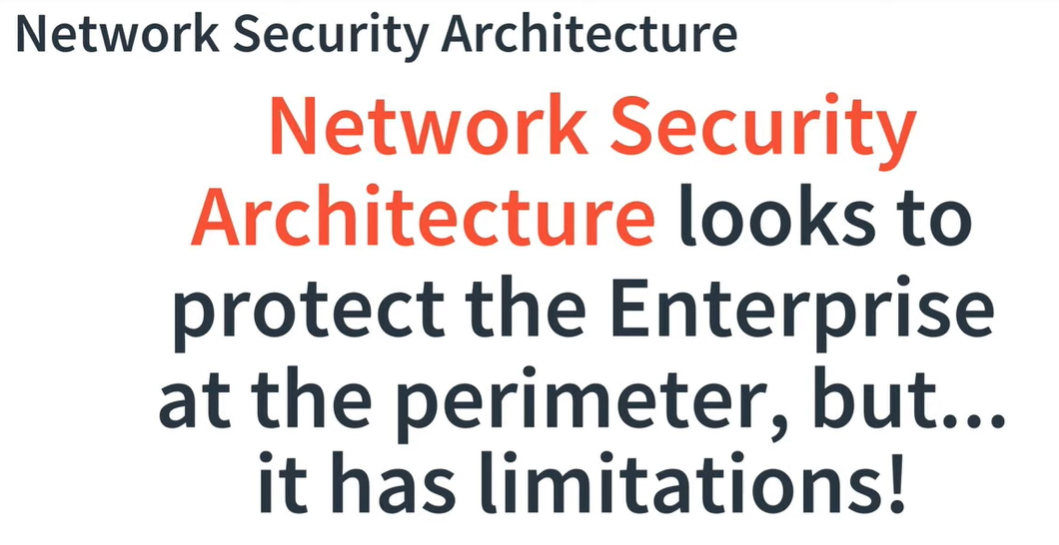 Network Security Architecture
Network Security
Architecture looks to
protect the Enterprise
at the perimeter, but...
it has limitations!